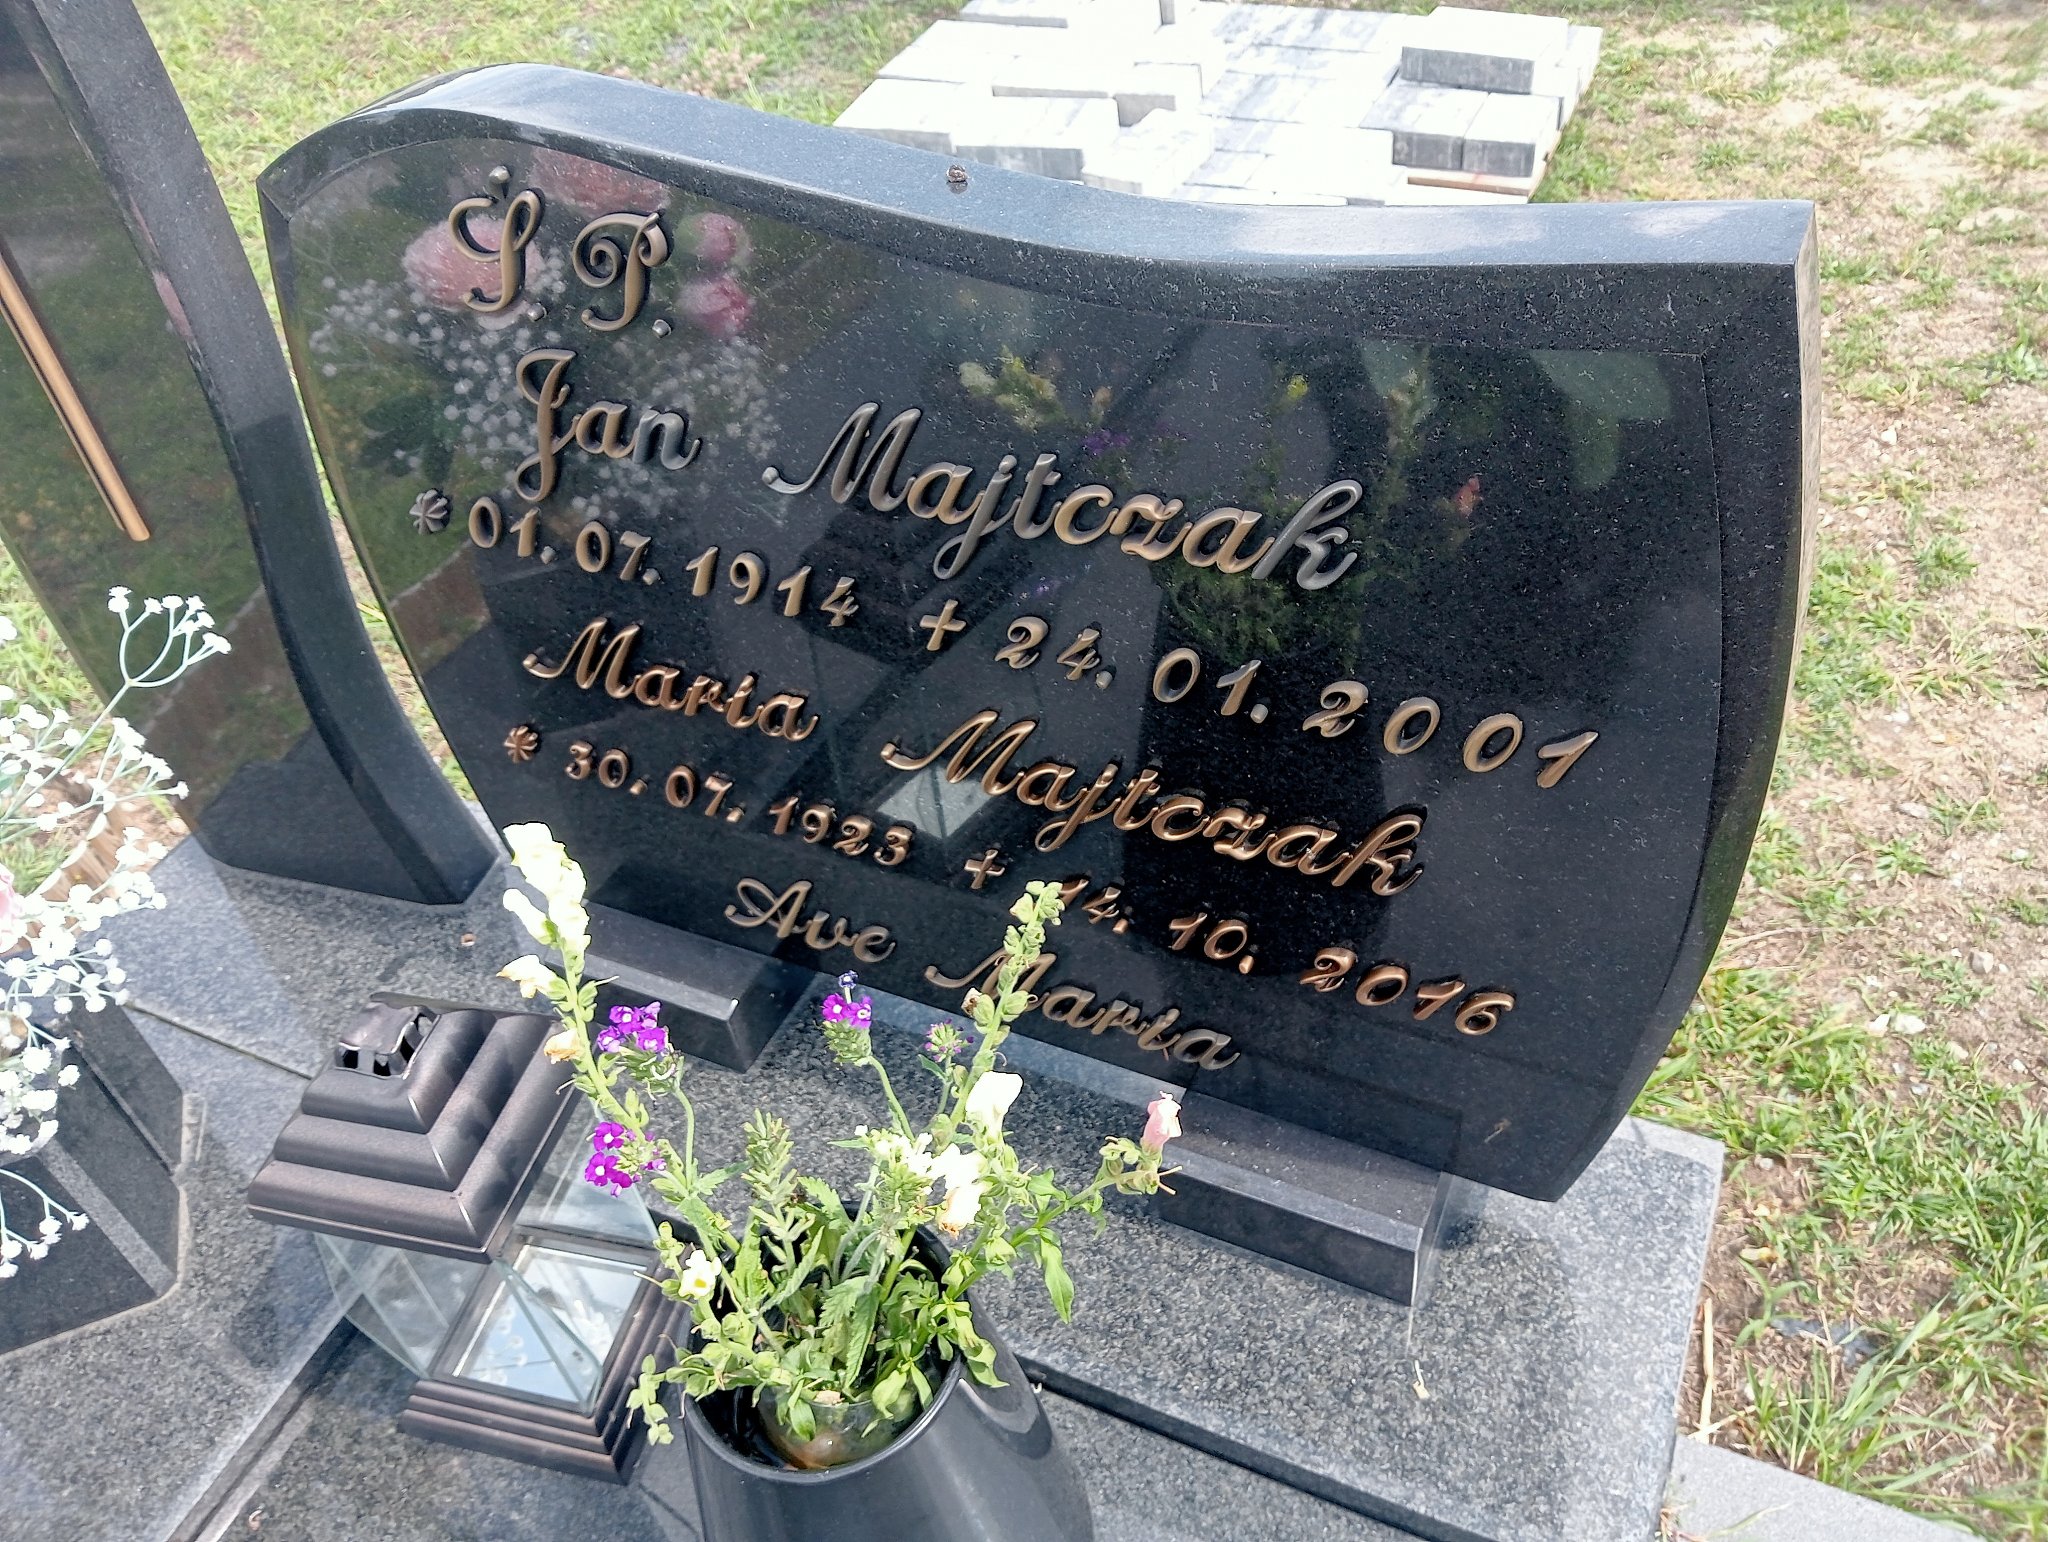 Ś. P.
Jan Majtczak
* 01. 07. 1914 + 24. 01. 2001
Maria Majtczak
* 30. 07. 1923 + 14. 10. 2016
Ave Maria